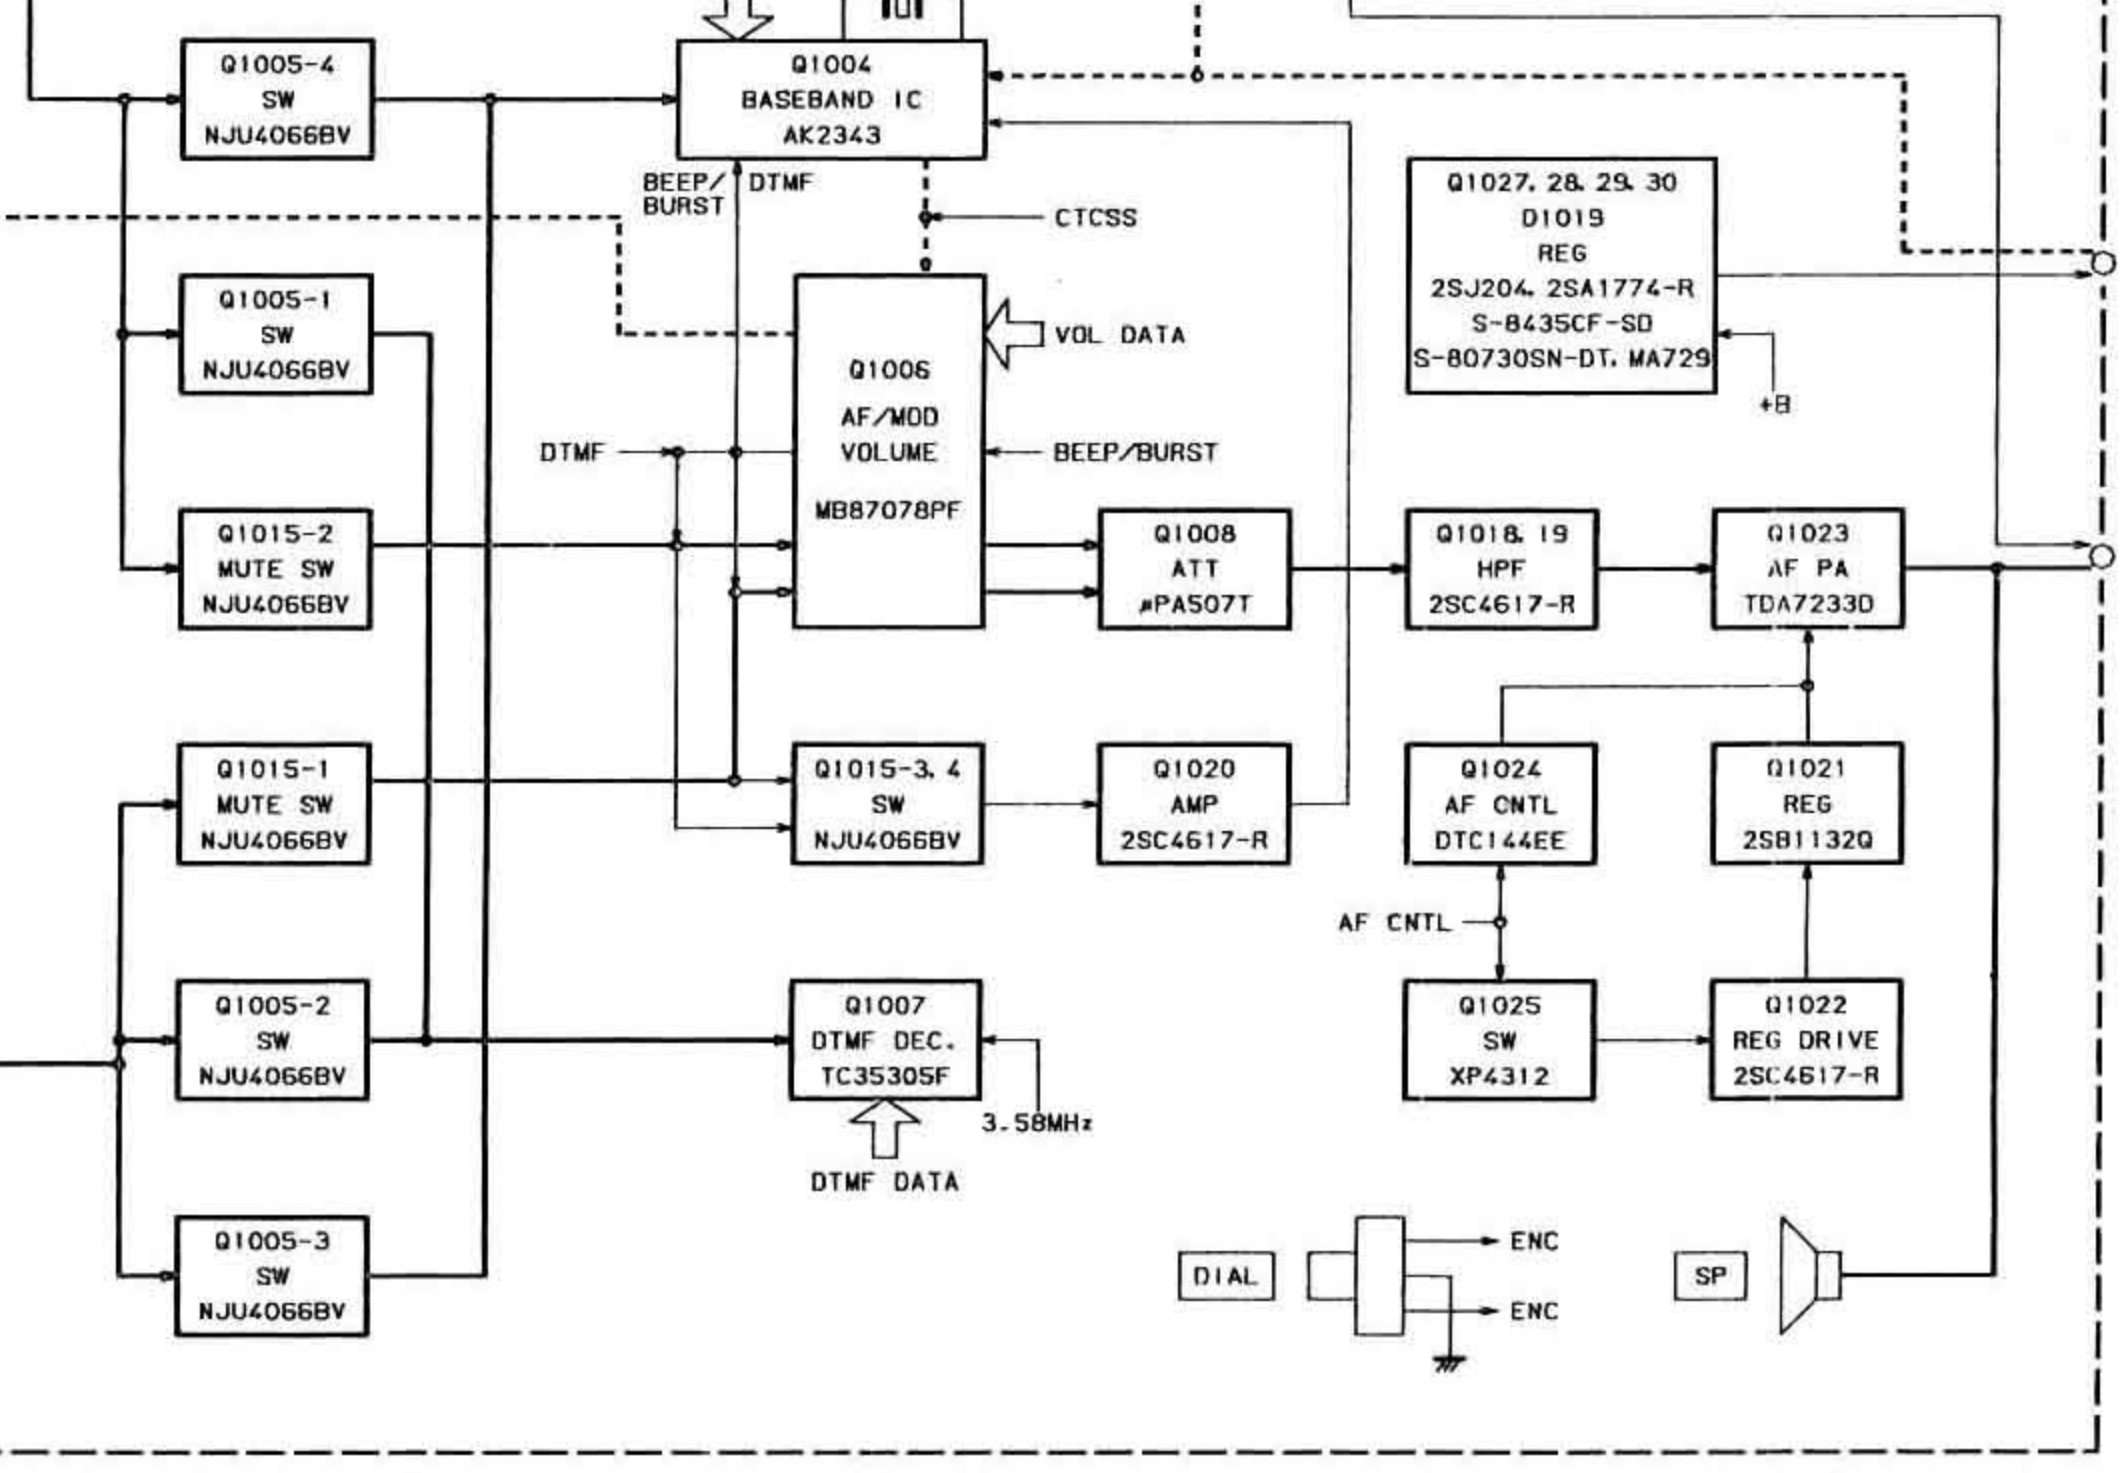 Q1005-4
SW
NJU4066BV
Q1004
BASEBAND IC
AK2343
BEEP/
BURST
DTMF
CTCSS
Q1027. 28. 29. 30
D1019
REG
2SJ204. 2SA1774-R
S-8435CF-SD
S-80730SN-DT. MA729
+B
Q1005-1
SW
NJU4066BV
Q1006
AF/MOD
VOLUME
MB87078PF
VOL DATA
DTMF
BEEP/BURST
Q1015-2
MUTE SW
NJU4066BV
Q1008
ATT
μPA507T
Q1018. 19
HPF
2SC4617-R
Q1023
AF PA
TDA7233D
Q1015-1
MUTE SW
NJU4066BV
Q1015-3. 4
SW
NJU4066BV
Q1020
AMP
2SC4617-R
Q1024
AF CNTL
DTC144EE
Q1021
REG
2SB1132Q
AF CNTL
Q1005-2
SW
NJU4066BV
Q1007
DTMF DEC.
TC35305F
3.58MHz
DTMF DATA
Q1025
SW
XP4312
Q1022
REG DRIVE
2SC4617-R
Q1005-3
SW
NJU4066BV
DIAL
ENC
ENC
SP